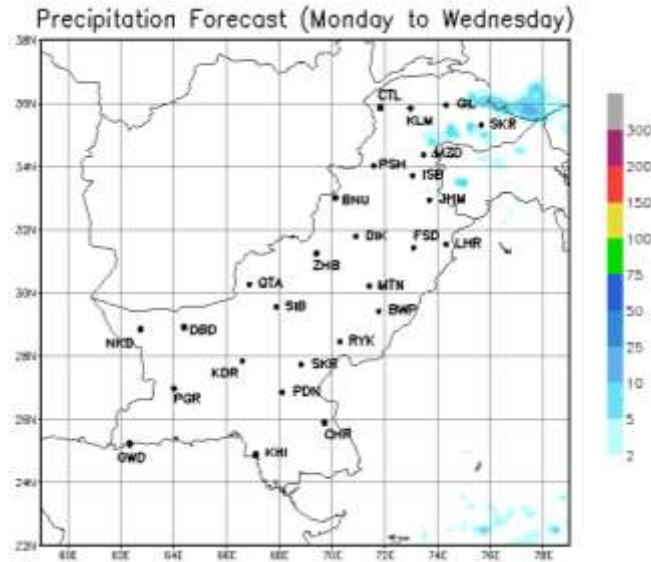 Precipitation Forecast (Monday to Wednesday)
38N
36N
34N
32N
30N
28N
26N
24N
22N
CTL
GIL
KLM
SKR
MZD
PSH
ISB
BNU
JHM
DIK
FSD
LHR
ZHB
QTA
MTN
SIB
BWP
NKD
DBD
RYK
KDR
SKR
PGR
PDN
CHR
GWD
KHI
60E
62E
64E
66E
68E
70E
72E
74E
76E
78E
300
200
150
100
75
50
25
10
5
2